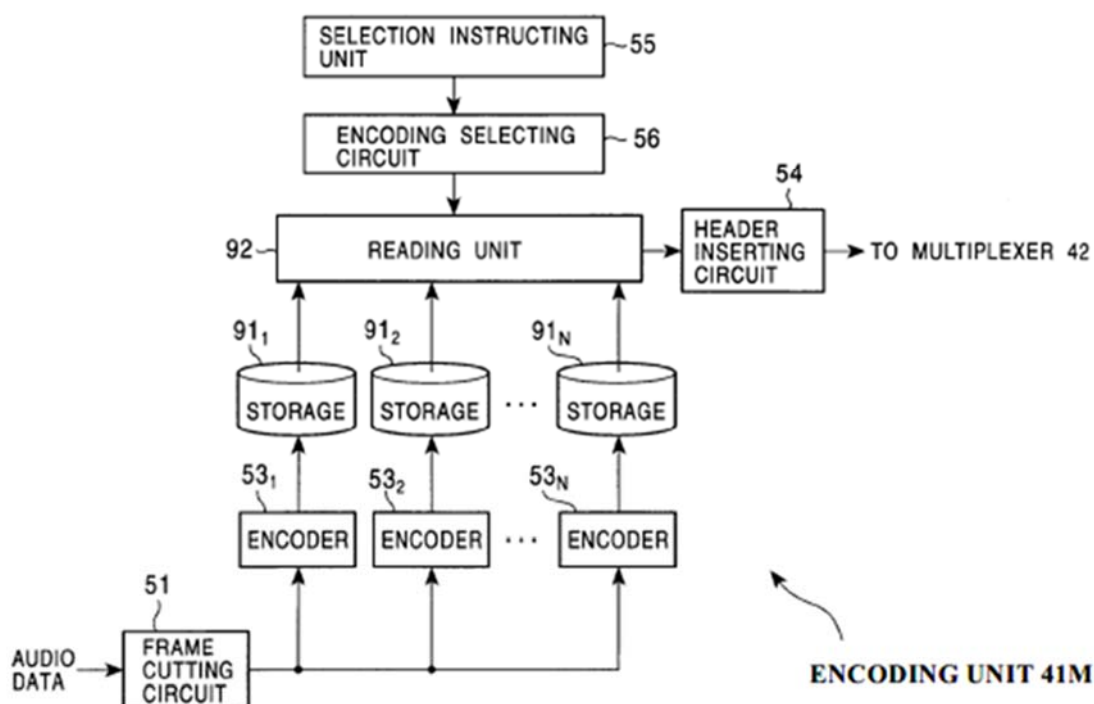 SELECTION INSTRUCTING
UNIT
55
ENCODING SELECTING
CIRCUIT
56
54
92
READING UNIT
HEADER
INSERTING
CIRCUIT
TO MULTIPLEXER 42
91₁
91₂
91N
STORAGE
STORAGE
...
STORAGE
53₁
53₂
53N
ENCODER
ENCODER
...
ENCODER
51
AUDIO
DATA
FRAME
CUTTING
CIRCUIT
ENCODING UNIT 41M